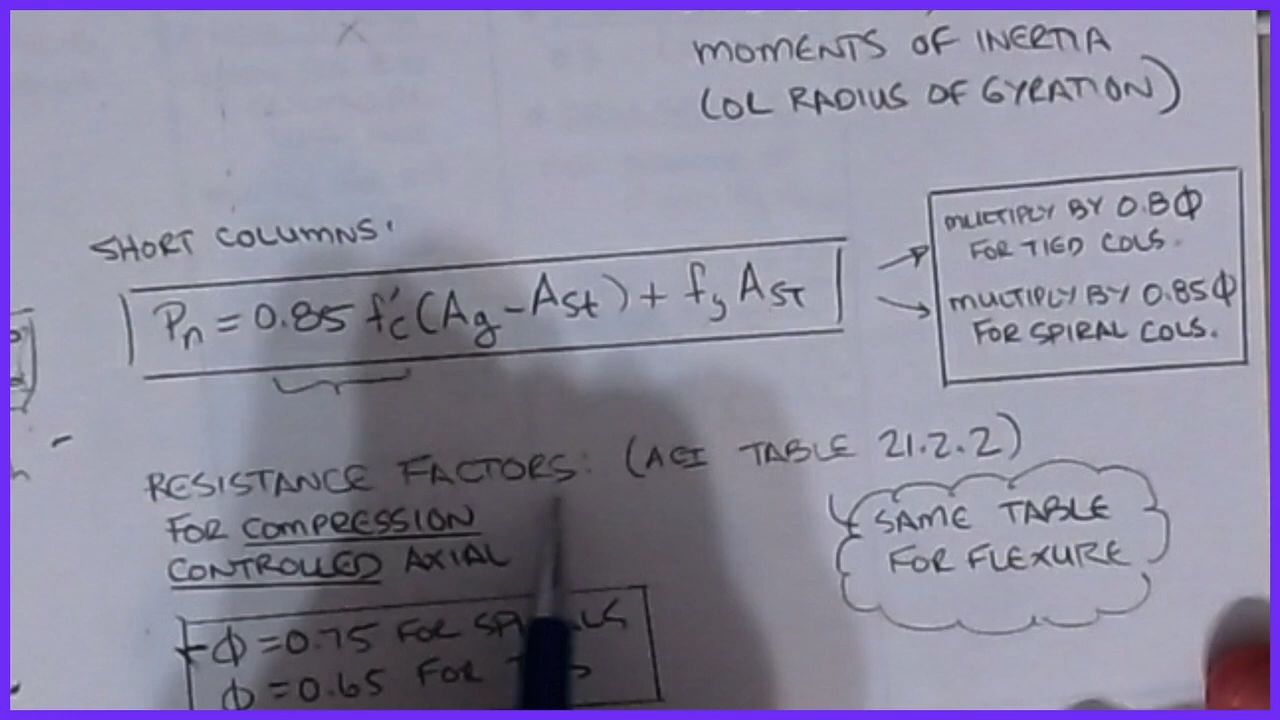 MOMENTS OF INERTIA
(OL RADIUS OF GYRATION)
SHORT COLUMNS:
Pn = 0.85 f'c (Ag - Ast) + fy AST
MULTIPLY BY 0.8Φ
FOR TIED COLS.
MULTIPLY BY 0.85Φ
FOR SPIRAL COLS.
RESISTANCE FACTORS: (ACI TABLE 21.2.2)
FOR COMPRESSION
CONTROLLED AXIAL
SAME TABLE
FOR FLEXURE
Φ = 0.75 FOR
Φ = 0.65 FOR